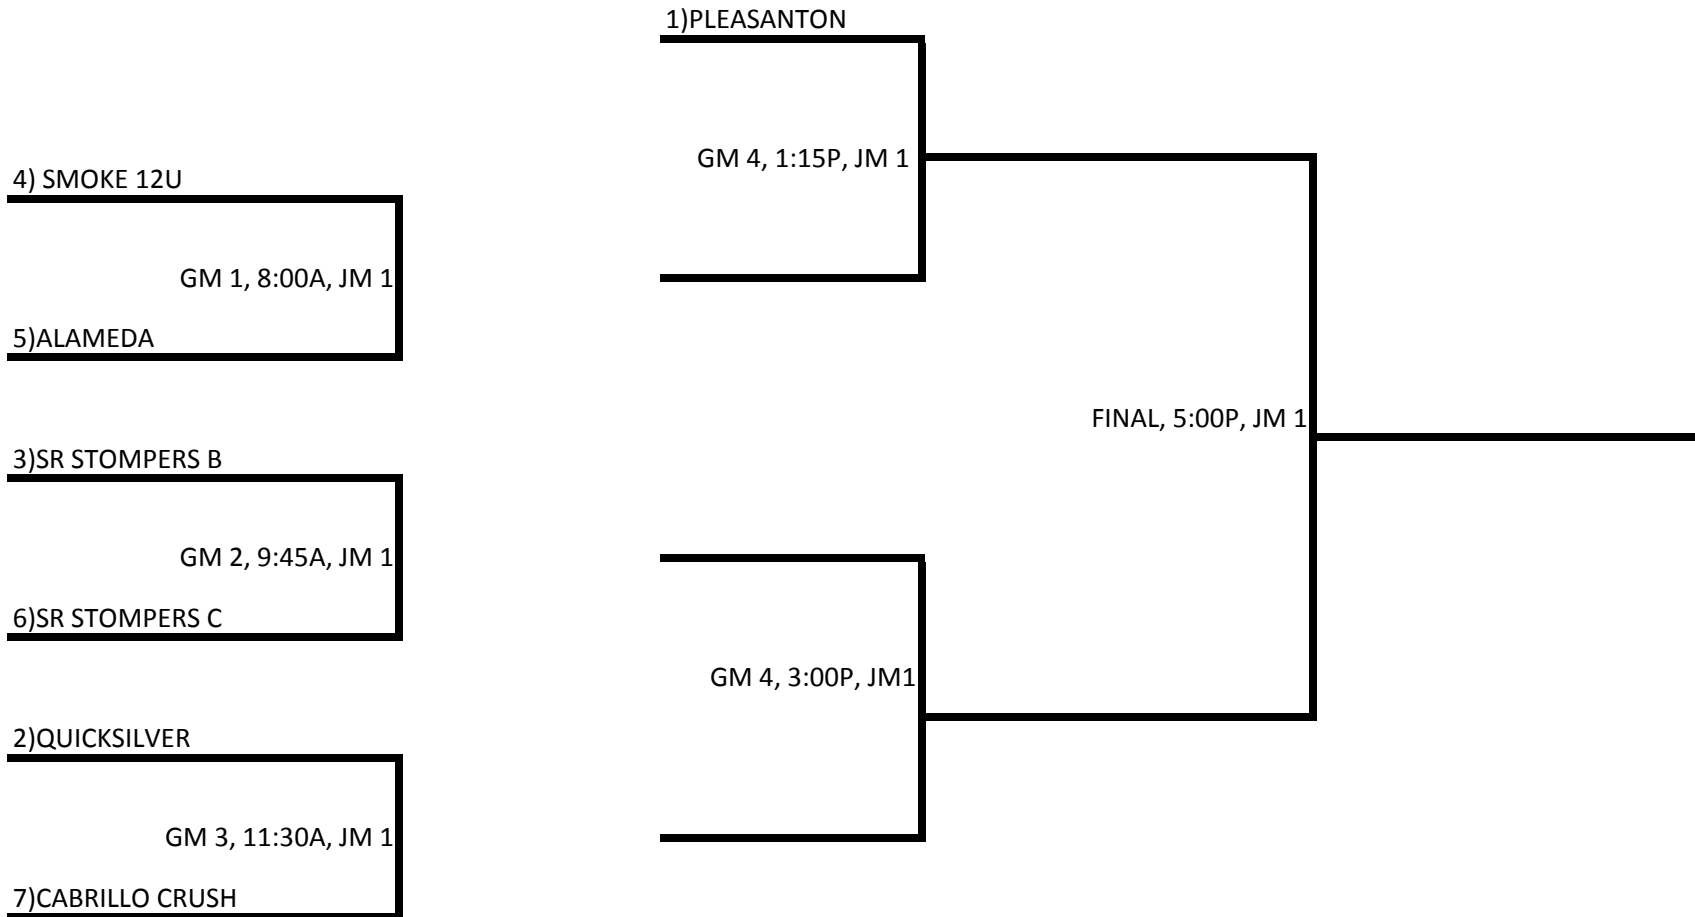 1)PLEASANTON
GM 4, 1:15P, JM 1
4) SMOKE 12U
GM 1, 8:00A, JM 1
5)ALAMEDA
FINAL, 5:00P, JM 1
3)SR STOMPERS B
GM 2, 9:45A, JM 1
6)SR STOMPERS C
GM 4, 3:00P, JM1
2)QUICKSILVER
GM 3, 11:30A, JM 1
7)CABRILLO CRUSH